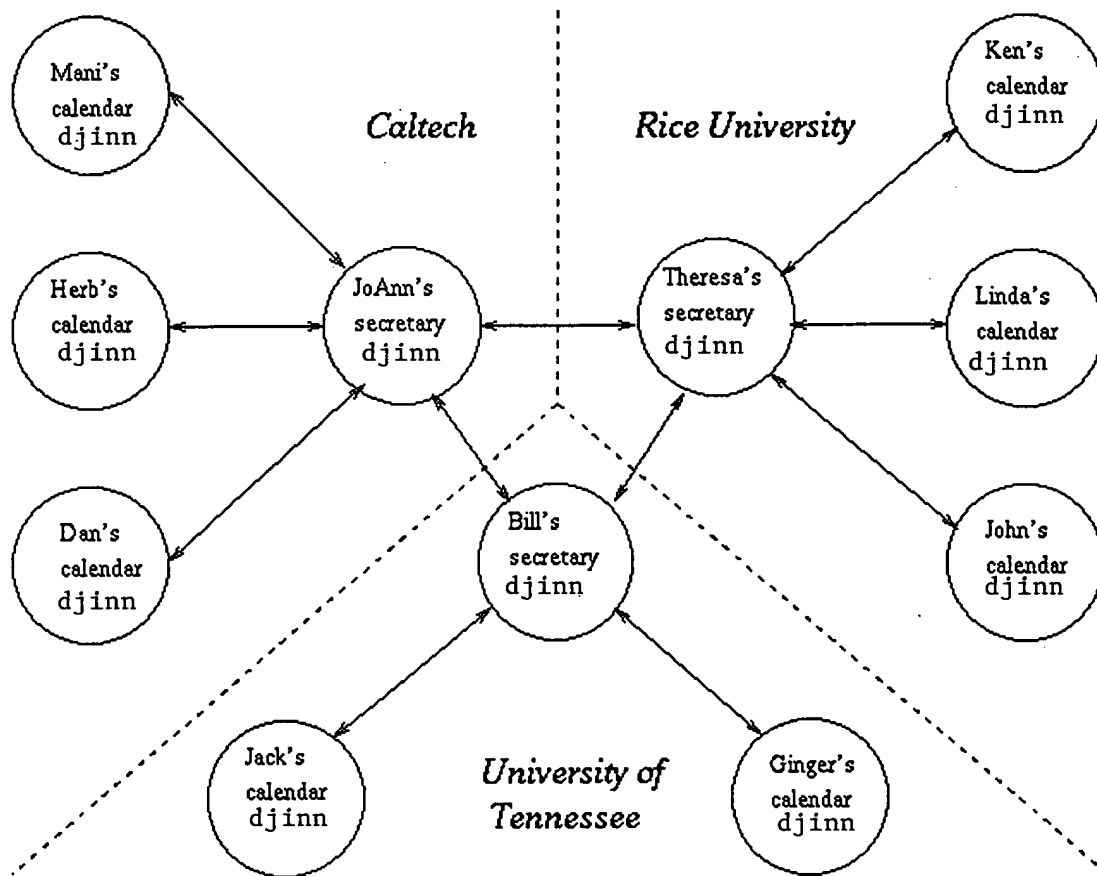 Mani's
calendar
djinn
Caltech
Rice University
Ken's
calendar
djinn
Herb's
calendar
djinn
JoAnn's
secretary
djinn
Theresa's
secretary
djinn
Linda's
calendar
djinn
Dan's
calendar
djinn
Bill's
secretary
djinn
John's
calendar
djinn
Jack's
calendar
djinn
University of
Tennessee
Ginger's
calendar
djinn